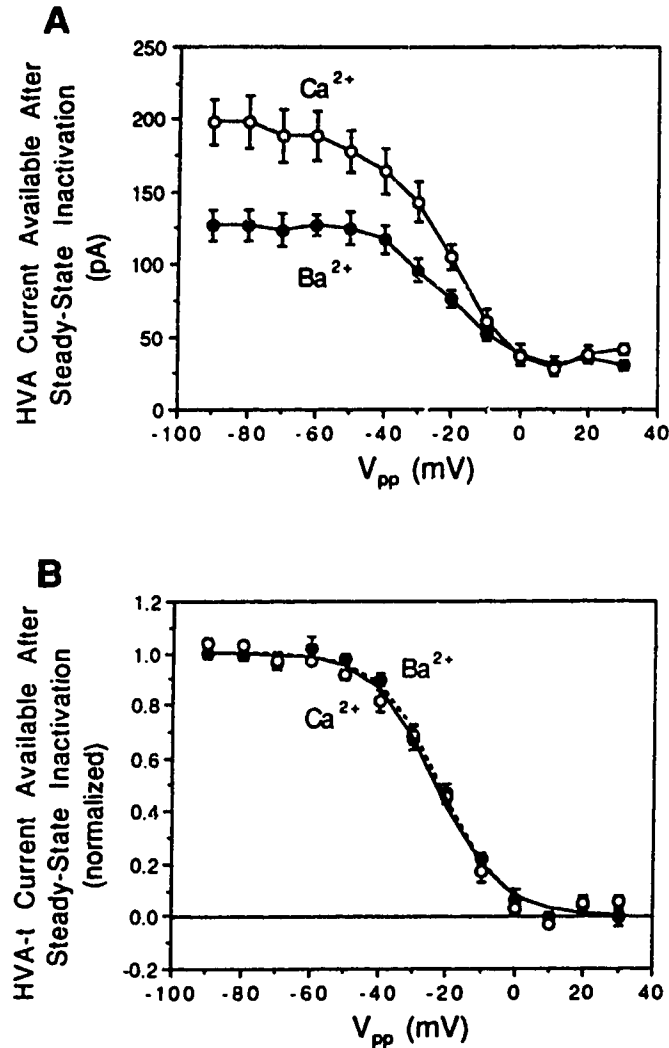 A
HVA Current Available After
Steady-State Inactivation
(pA)
250
200
150
100
50
0
Ca²⁺
Ba²⁺
-100 -80 -60 -40 -20 0 20 40
Vpp (mV)
B
HVA-t Current Available After
Steady-State Inactivation
(normalized)
1.2
1.0
0.8
0.6
0.4
0.2
0.0
-0.2
Ba²⁺
Ca²⁺
-100 -80 -60 -40 -20 0 20 40
Vpp (mV)